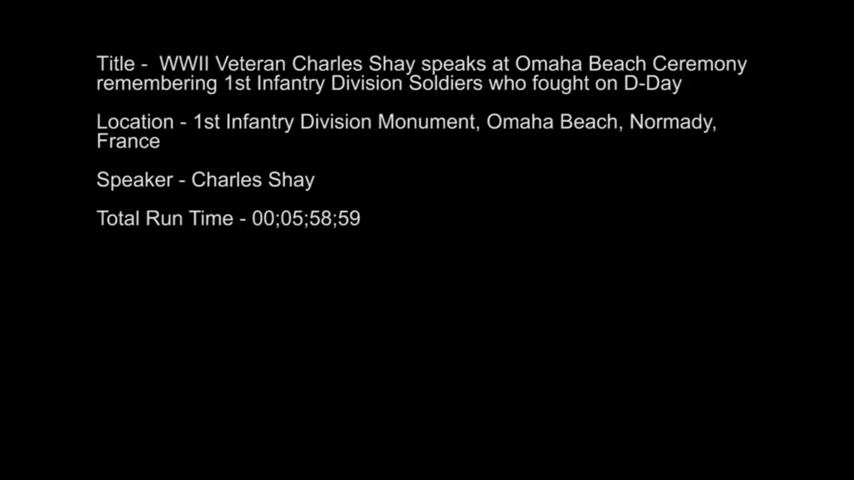 Title - WWII Veteran Charles Shay speaks at Omaha Beach Ceremony
remembering 1st Infantry Division Soldiers who fought on D-Day
Location - 1st Infantry Division Monument, Omaha Beach, Normady,
France
Speaker - Charles Shay
Total Run Time - 00;05;58;59